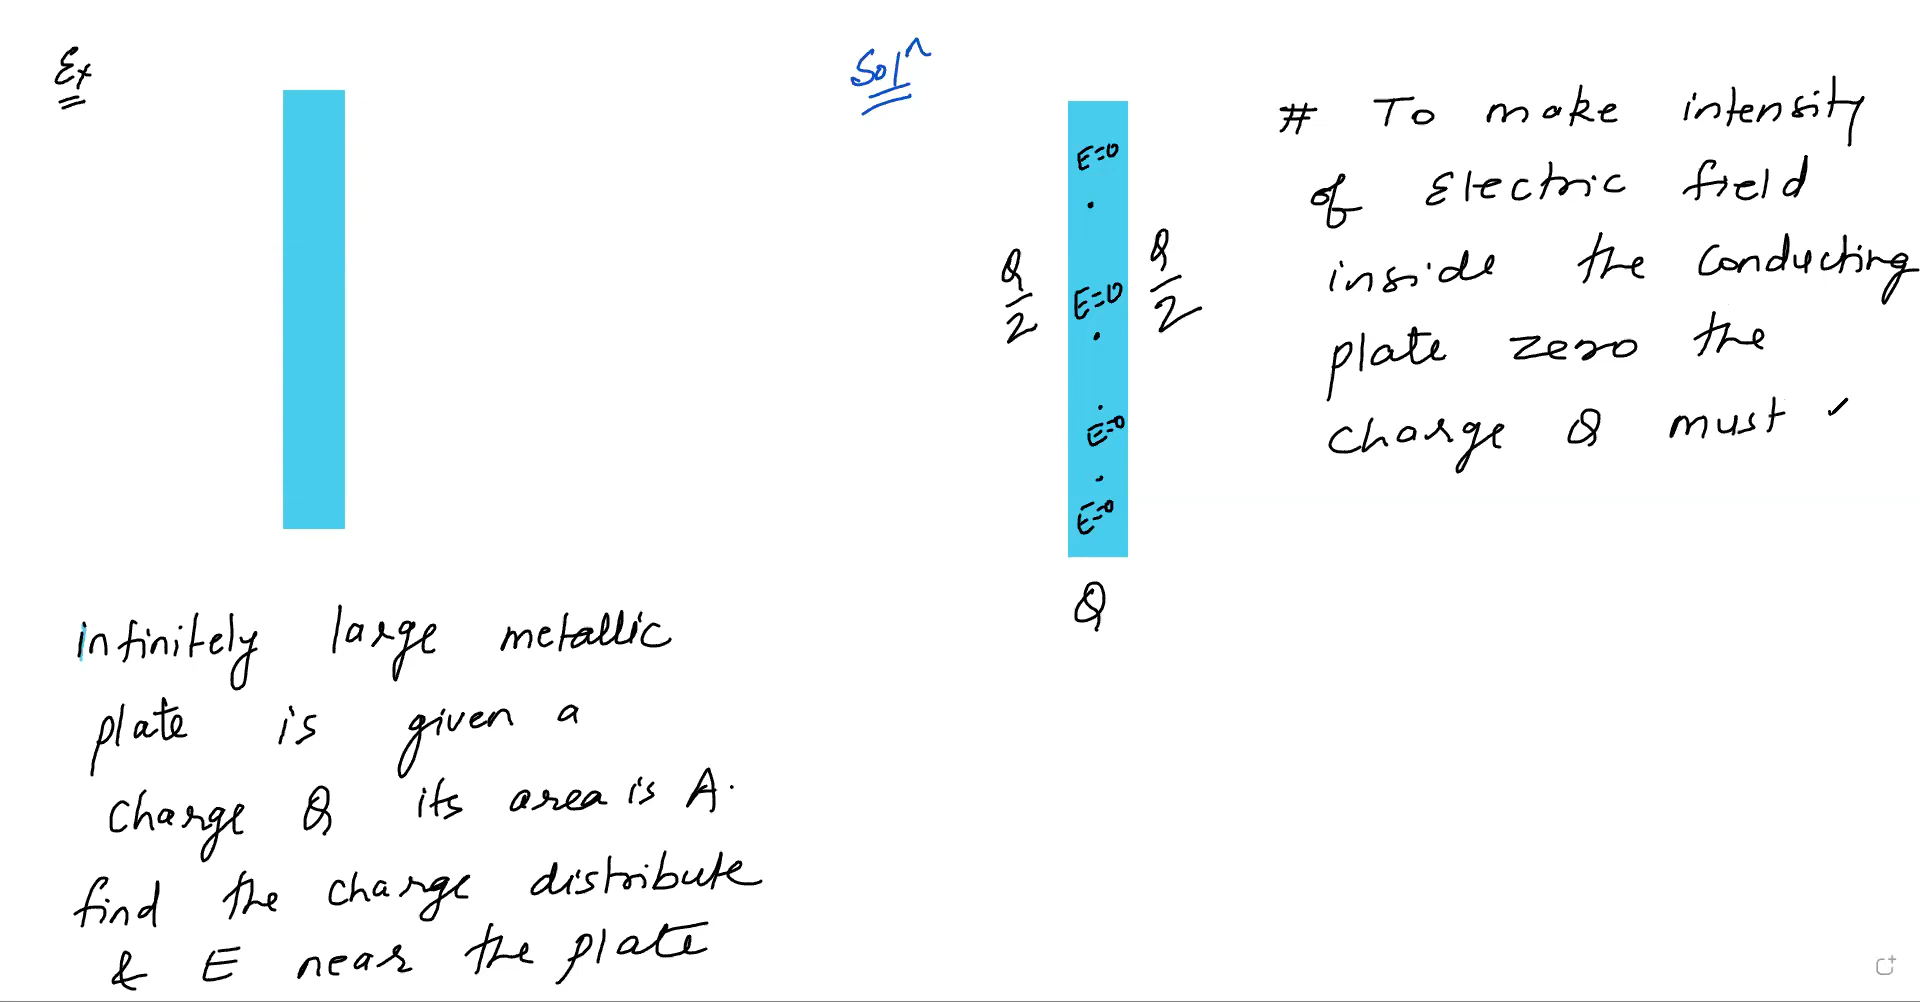 Ex
infinitely large metallic
plate is given a
charge Q its area is A.
find the charge distribute
& E near the plate
Solⁿ
E=0
Q/2 E=0 Q/2
E=0
E=0
Q
# To make intensity
of Electric field
inside the conducting
plate zero the
charge Q must